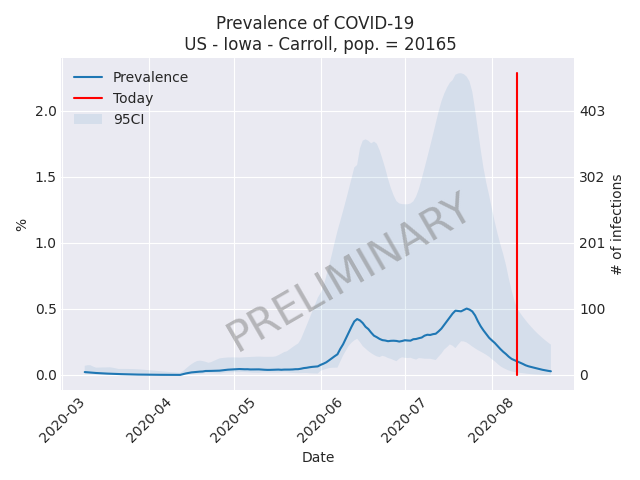 Prevalence of COVID-19
US - Iowa - Carroll, pop. = 20165
Prevalence
Today
95CI
2.0
1.5
1.0
0.5
0.0
%
403
302
201
100
0
# of infections
PRELIMINARY
2020-03
2020-04
2020-05
2020-06
2020-07
2020-08
Date